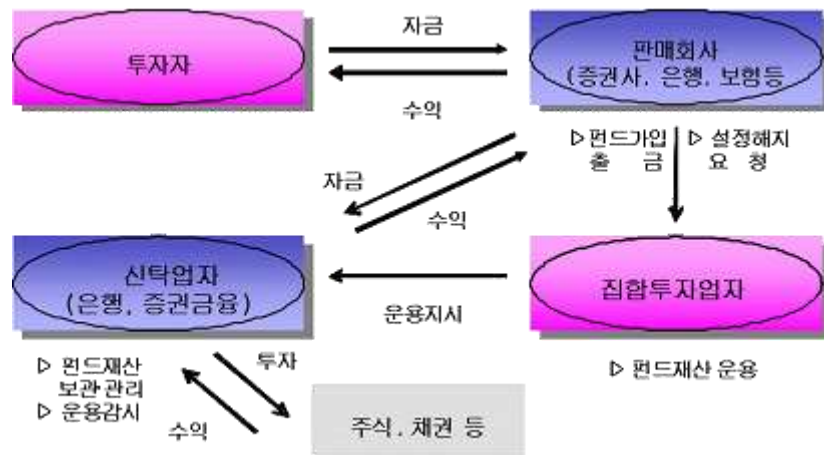 자금
투자자
판매회사
(증권사, 은행, 보험등
수익
▷펀드가입
출 금
▷ 설정해지
요 청
자금
수익
신탁업자
(은행, 증권금융)
집합투자업자
운용지시
▷ 펀드재산
보관·관리
▷ 운용감시
투자
수익
▷ 펀드재산 운용
주식, 채권 등